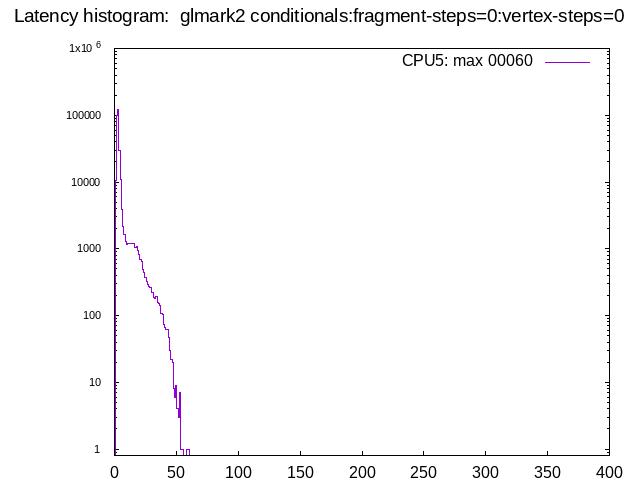 Latency histogram:  glmark2 conditionals:fragment-steps=0:vertex-steps=0
1x10 6
CPU5: max 00060
100000
10000
1000
100
10
1
0 50 100 150 200 250 300 350 400